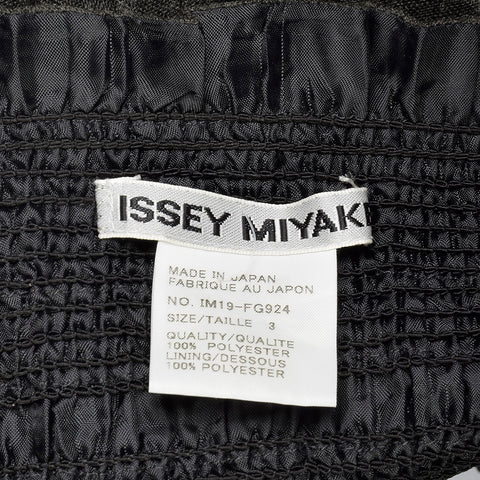 ISSEY MIYAKE
MADE IN JAPAN
FABRIQUE AU JAPON
NO. IM19-FG924
SIZE/TAILLE 3
QUALITY/QUALITE
100% POLYESTER
LINING/DESSOUS
100% POLYESTER